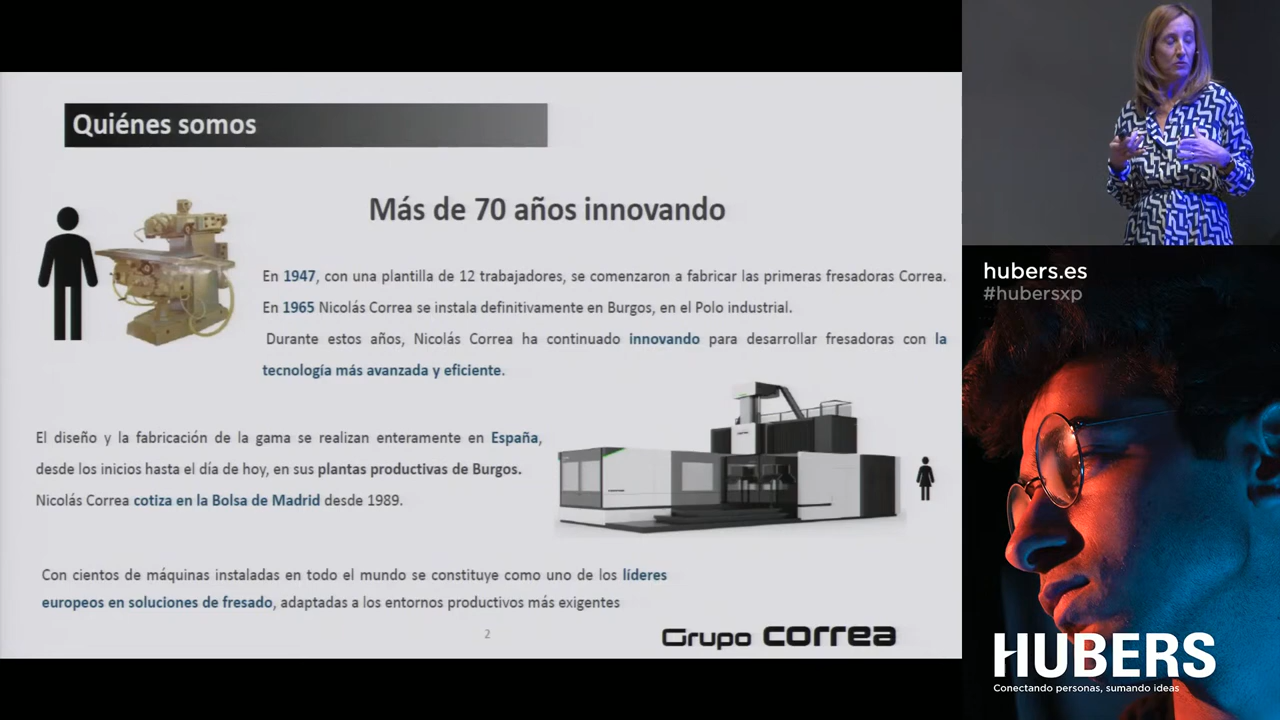 Quiénes somos
Más de 70 años innovando
En 1947, con una plantilla de 12 trabajadores, se comenzaron a fabricar las primeras fresadoras Correa.
En 1965 Nicolás Correa se instala definitivamente en Burgos, en el Polo industrial.
Durante estos años, Nicolás Correa ha continuado innovando para desarrollar fresadoras con la
tecnología más avanzada y eficiente.
El diseño y la fabricación de la gama se realizan enteramente en España,
desde los inicios hasta el día de hoy, en sus plantas productivas de Burgos.
Nicolás Correa cotiza en la Bolsa de Madrid desde 1989.
Con cientos de máquinas instaladas en todo el mundo se constituye como uno de los líderes
europeos en soluciones de fresado, adaptadas a los entornos productivos más exigentes
2
Grupo correa
hubers.es
#hubersxp
HUBERS
Conectando personas, sumando ideas